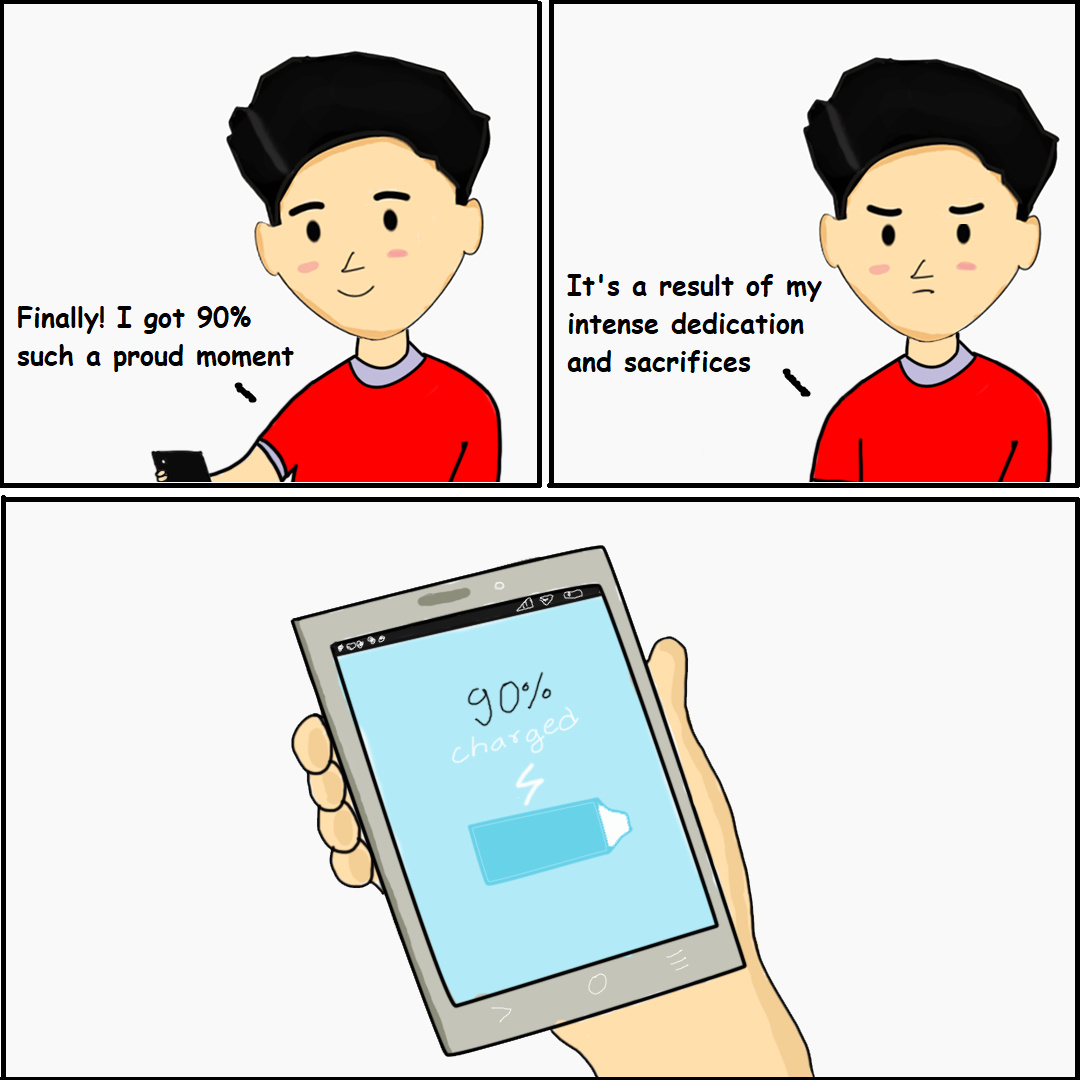 Finally! I got 90%
such a proud moment
It's a result of my
intense dedication
and sacrifices
90%
charged